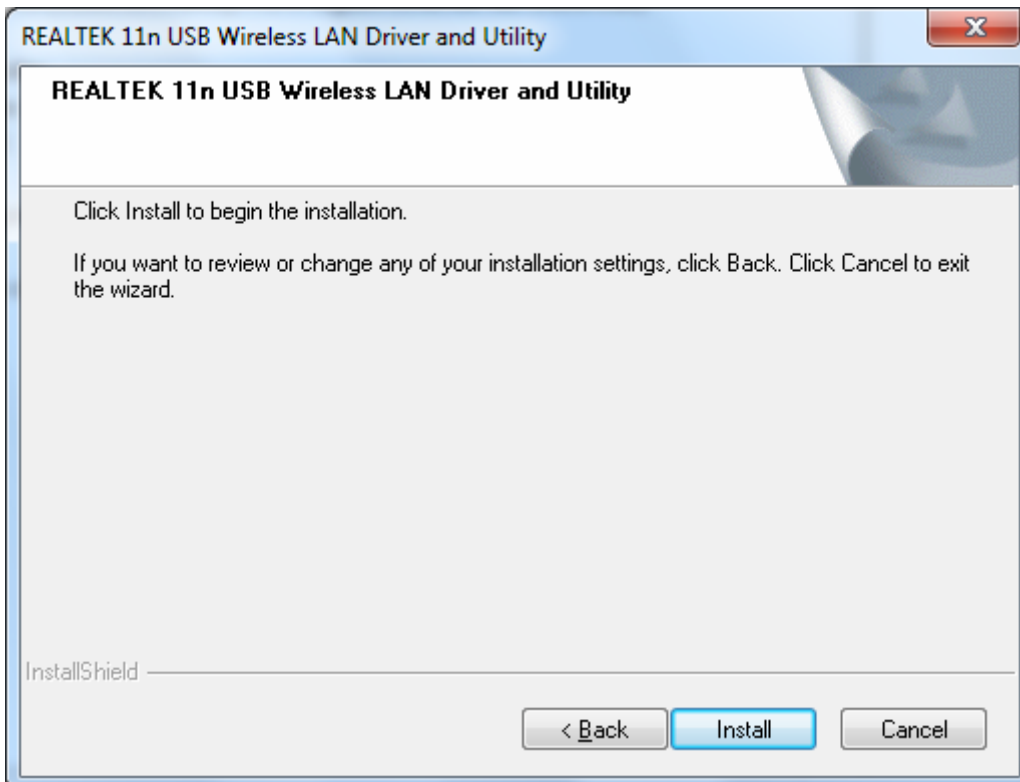 REALTEK 11n USB Wireless LAN Driver and Utility
REALTEK 11n USB Wireless LAN Driver and Utility
Click Install to begin the installation.
If you want to review or change any of your installation settings, click Back. Click Cancel to exit
the wizard.
InstallShield
< Back
Install
Cancel